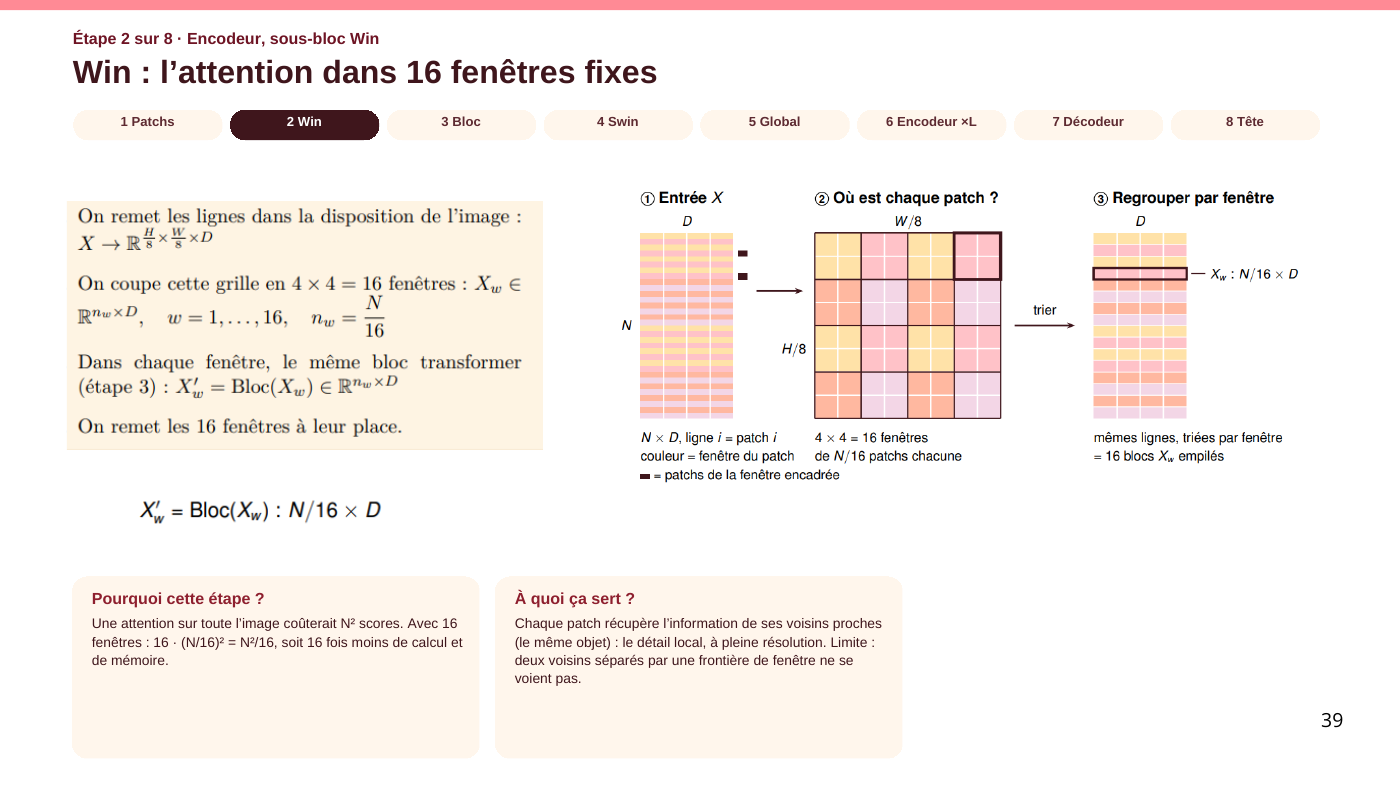 Étape 2 sur 8 · Encodeur, sous-bloc Win
Win : l’attention dans 16 fenêtres fixes
1 Patchs
2 Win
3 Bloc
4 Swin
5 Global
6 Encodeur ×L
7 Décodeur
8 Tête
On remet les lignes dans la disposition de l’image :
X → ℝ^{H/8 × W/8 × D}
On coupe cette grille en 4 × 4 = 16 fenêtres : X_w ∈
ℝ^{n_w×D}, w = 1, . . . , 16, n_w = N/16
Dans chaque fenêtre, le même bloc transformer
(étape 3) : X′_w = Bloc(X_w) ∈ ℝ^{n_w×D}
On remet les 16 fenêtres à leur place.
X′_w = Bloc(X_w) : N/16 × D
① Entrée X
D
N
N × D, ligne i = patch i
couleur = fenêtre du patch
= patchs de la fenêtre encadrée
② Où est chaque patch ?
W/8
H/8
4 × 4 = 16 fenêtres
de N/16 patchs chacune
trier
③ Regrouper par fenêtre
D
X_w : N/16 × D
mêmes lignes, triées par fenêtre
= 16 blocs X_w empilés
Pourquoi cette étape ?
Une attention sur toute l’image coûterait N² scores. Avec 16
fenêtres : 16 · (N/16)² = N²/16, soit 16 fois moins de calcul et
de mémoire.
À quoi ça sert ?
Chaque patch récupère l’information de ses voisins proches
(le même objet) : le détail local, à pleine résolution. Limite :
deux voisins séparés par une frontière de fenêtre ne se
voient pas.
39